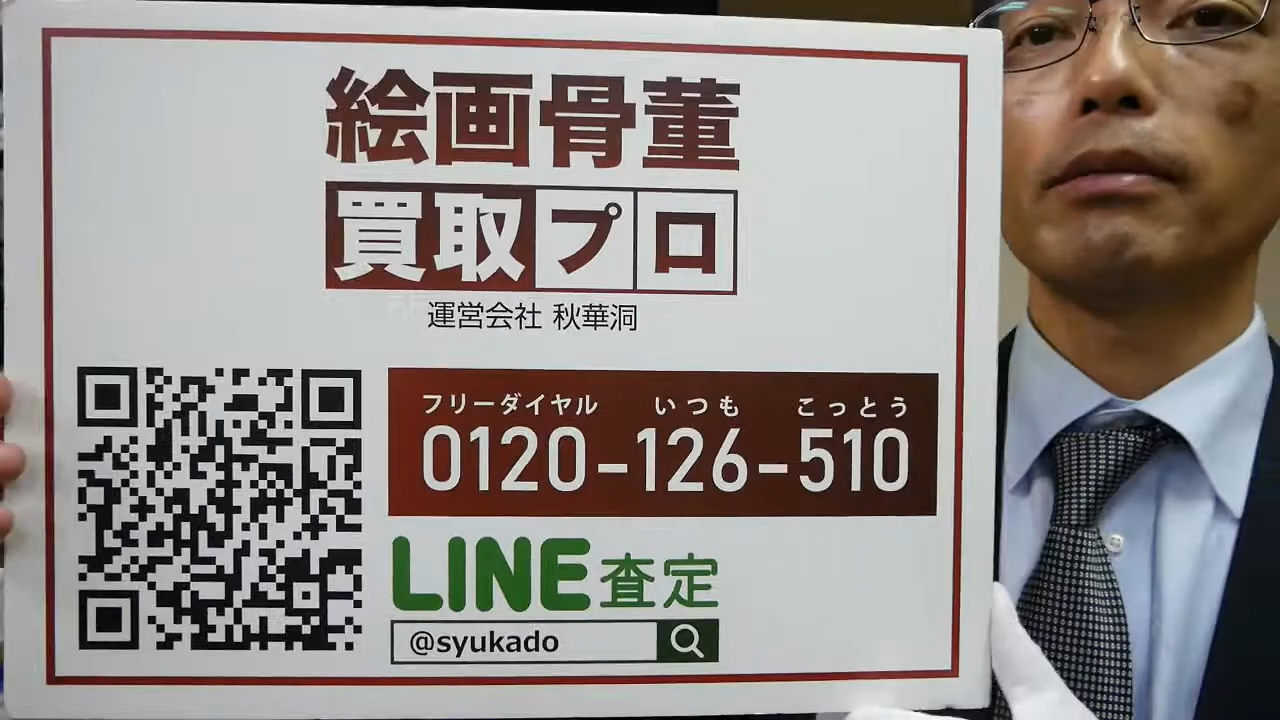 絵画骨董
買取プロ
運営会社 秋華洞
フリーダイヤル いつも こっとう
0120-126-510
LINE査定
@syukado